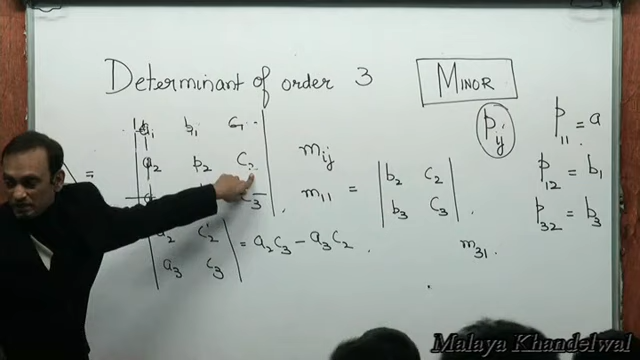 Determinant of order 3
MINOR
a₁ b₁ c₁
a₂ b₂ c₂
c₃
=
mᵢⱼ
m₁₁ = | b₂ c₂ |
| b₃ c₃ | .
a₂ c₂
a₃ c₃
= a₂c₃ - a₃c₂ .
m₃₁ .
pᵢⱼ
p₁₁ = a
p₁₂ = b₁
p₃₂ = b₃
Malaya Khandelwal